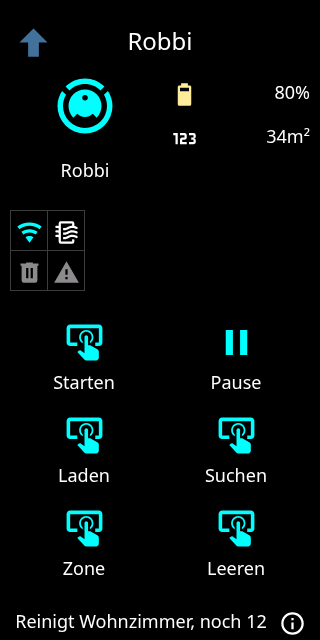 Robbi
80%
123
34m²
Robbi
Starten
Pause
Laden
Suchen
Zone
Leeren
Reinigt Wohnzimmer, noch 12